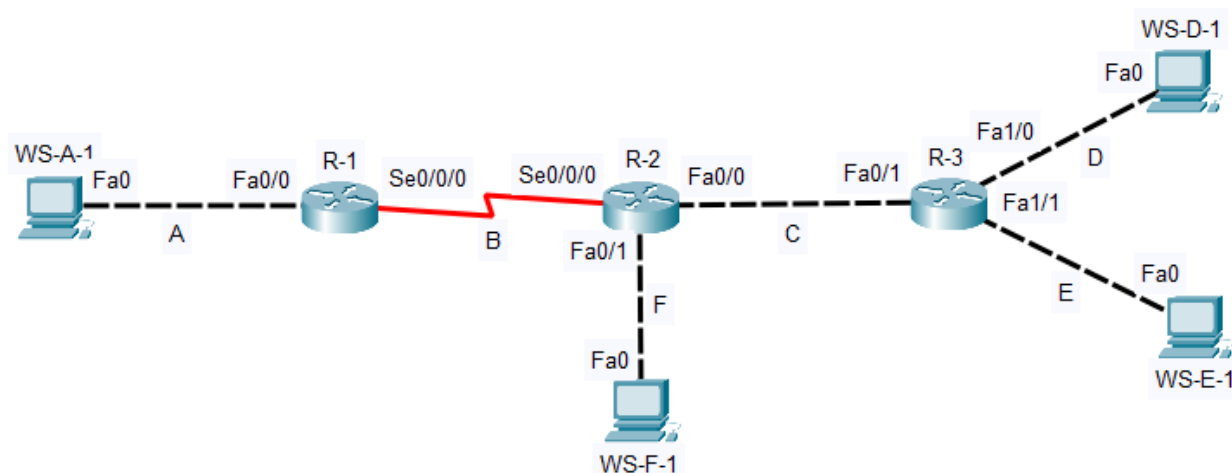 WS-D-1
Fa0
Fa1/0
D
WS-A-1
Fa0
Fa0/0
R-1
Se0/0/0
Se0/0/0
R-2
Fa0/0
Fa0/1
R-3
Fa1/1
A
B
Fa0/1
C
E
Fa0
F
Fa0
WS-F-1
WS-E-1